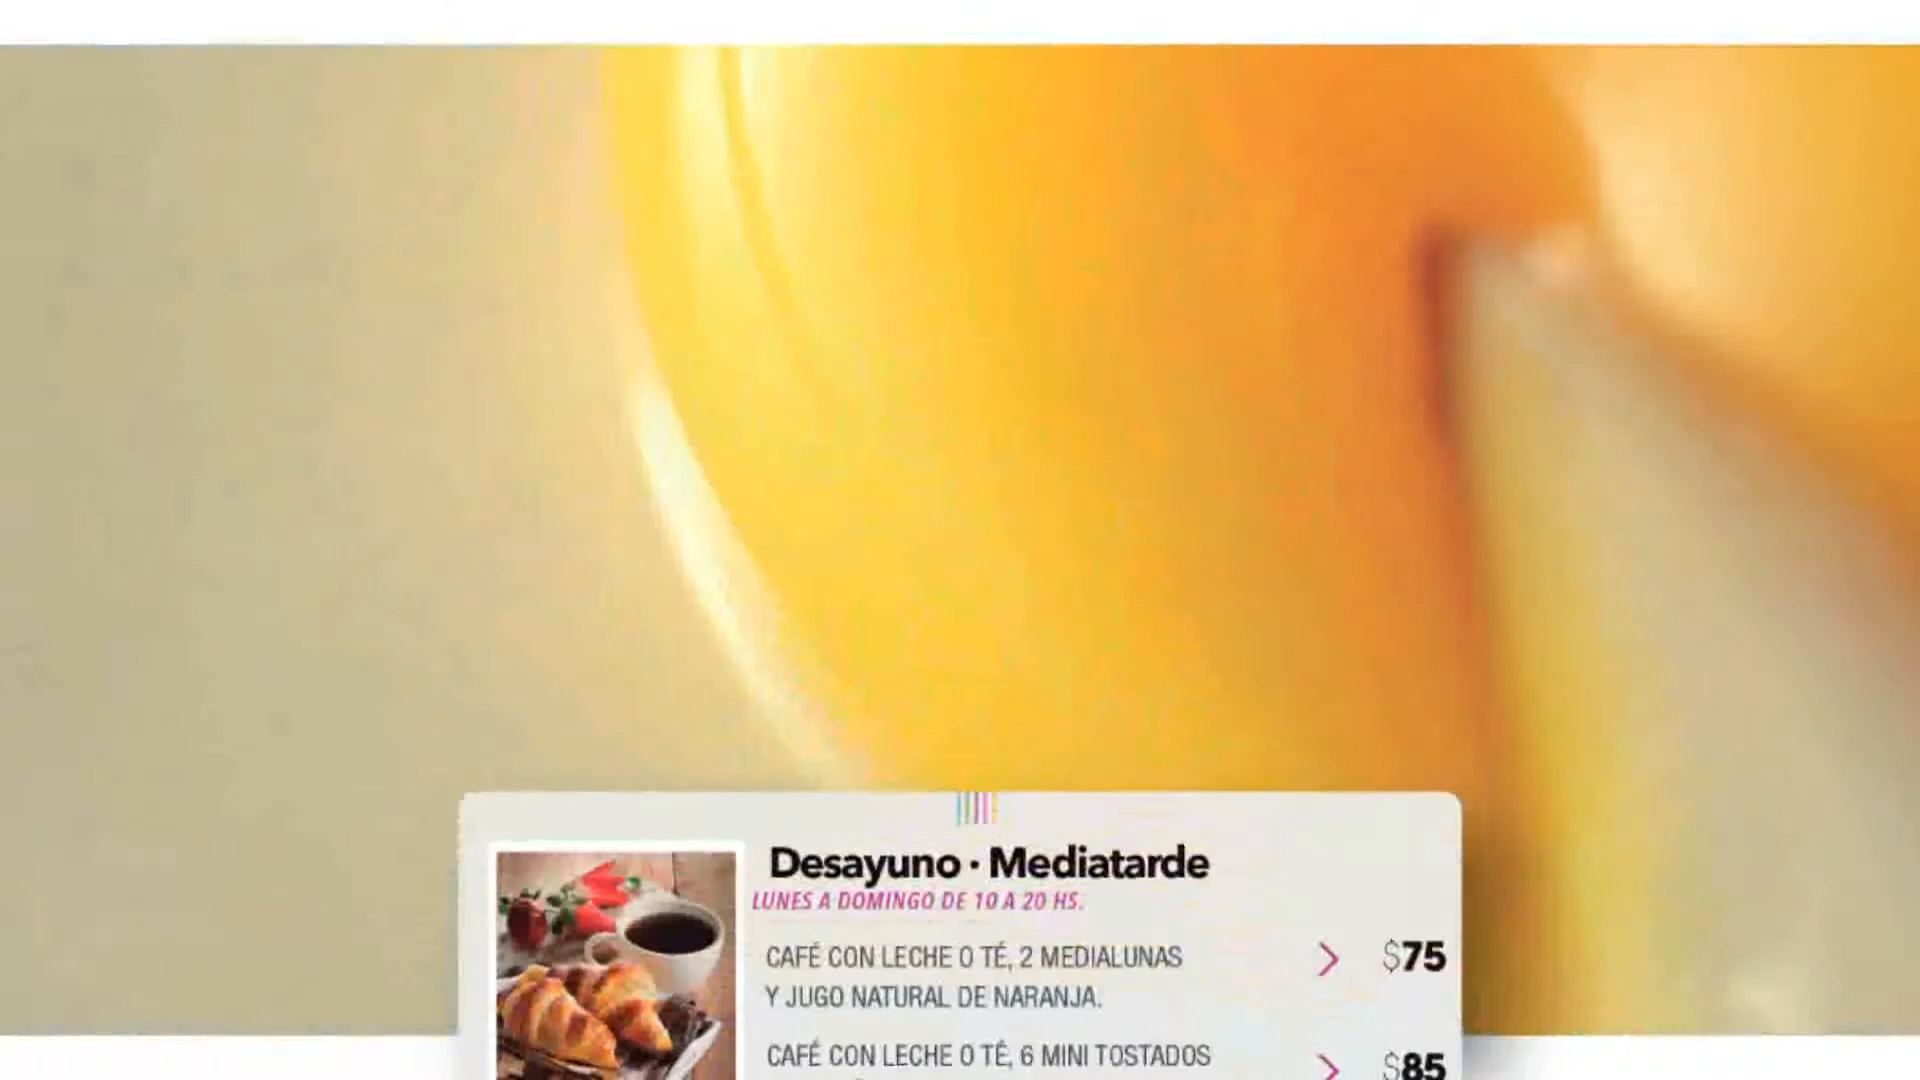 Desayuno · Mediatarde
LUNES A DOMINGO DE 10 A 20 HS.
CAFÉ CON LECHE O TÉ, 2 MEDIALUNAS
Y JUGO NATURAL DE NARANJA.
$75
CAFÉ CON LECHE O TÉ, 6 MINI TOSTADOS
$85